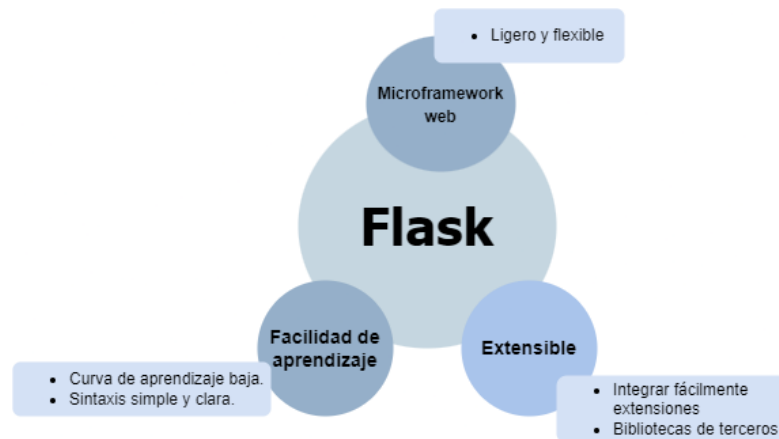 Ligero y flexible
Microframework
web
Flask
Facilidad de
aprendizaje
Curva de aprendizaje baja.
Sintaxis simple y clara.
Extensible
Integrar fácilmente
extensiones
Bibliotecas de terceros